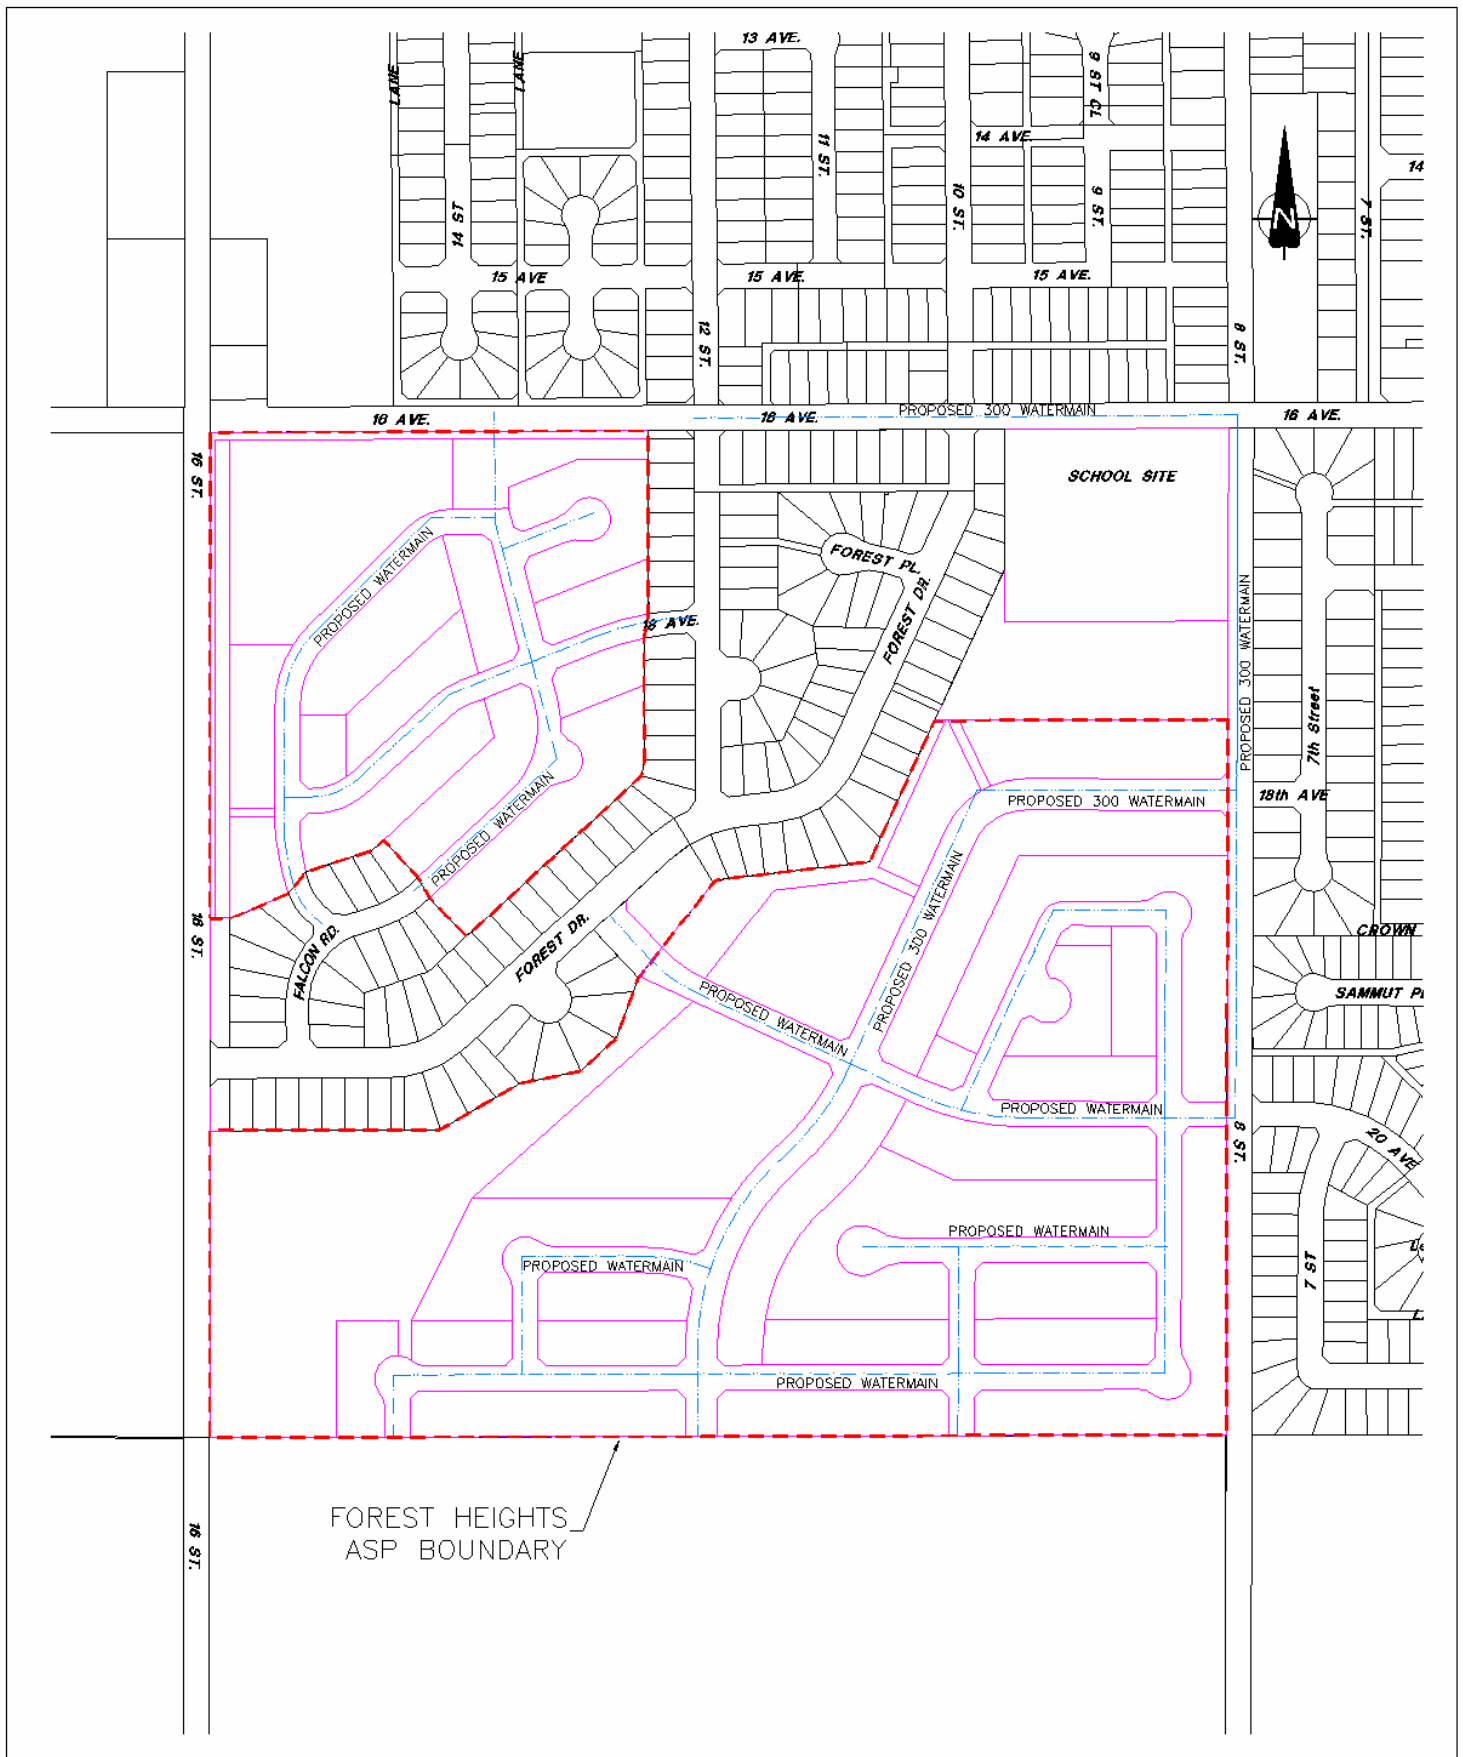 13 AVE.
LANE
LANE
9 ST CL
14 AVE.
11 ST.
14
14 ST
10 ST.
9 ST.
7 ST.
N
15 AVE
15 AVE.
15 AVE.
12 ST.
8 ST.
16 AVE.
16 AVE.
PROPOSED 300 WATERMAIN
16 AVE.
16 ST.
SCHOOL SITE
PROPOSED WATERMAIN
FOREST PL.
FOREST DR.
18 AVE.
PROPOSED 300 WATERMAIN
7th Street
PROPOSED WATERMAIN
PROPOSED 300 WATERMAIN
18th AVE
PROPOSED 300 WATERMAIN
16 ST.
FALCON RD.
FOREST DR.
CROWN
PROPOSED 300 WATERMAIN
PROPOSED WATERMAIN
SAMMUT PL
PROPOSED WATERMAIN
8 ST.
20 AVE
PROPOSED WATERMAIN
PROPOSED WATERMAIN
7 ST
PROPOSED WATERMAIN
FOREST HEIGHTS
ASP BOUNDARY
16 ST.